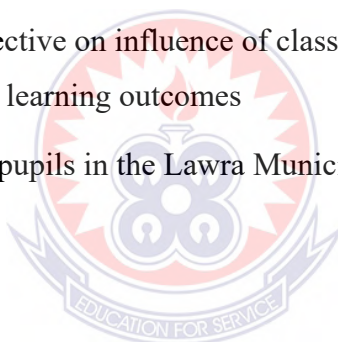 ective on influence of class
learning outcomes
pupils in the Lawra Munic
EDUCATION FOR SERVICE